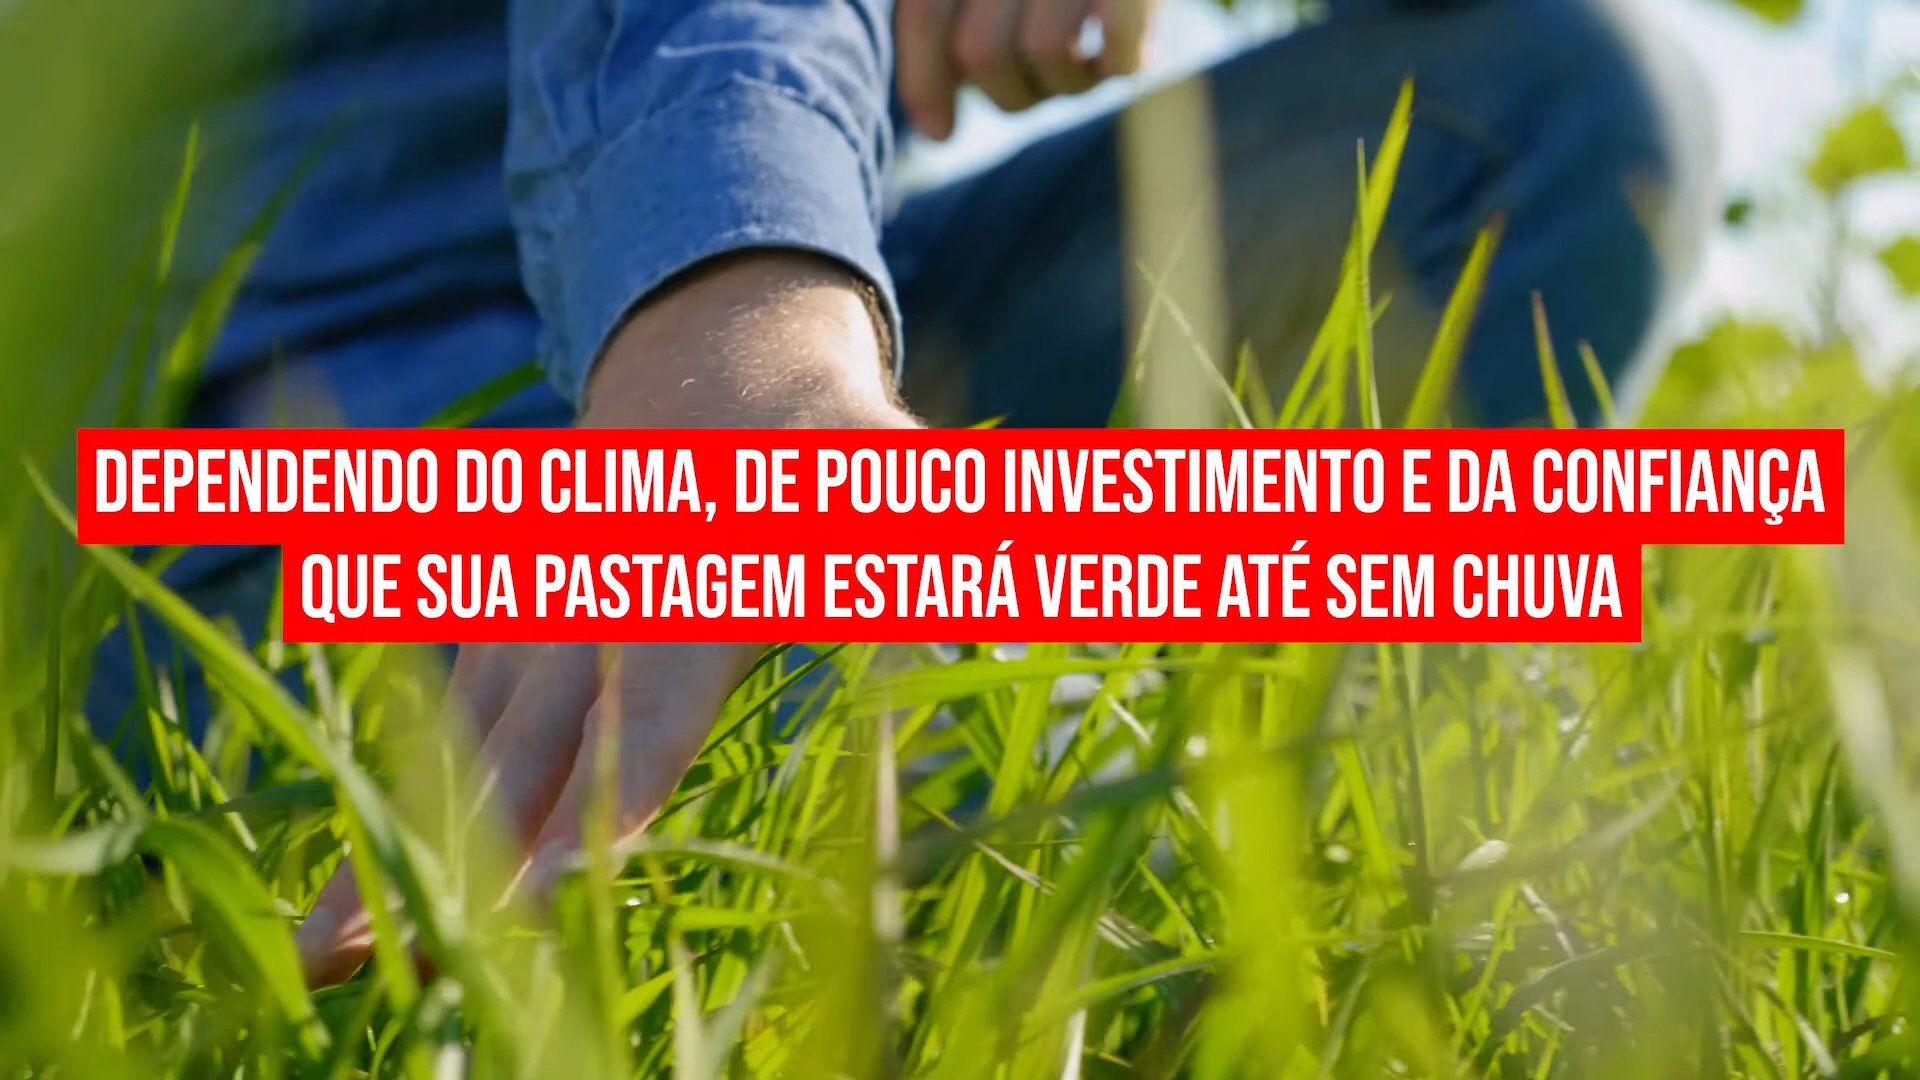 DEPENDENDO DO CLIMA, DE POUCO INVESTIMENTO E DA CONFIANÇA
QUE SUA PASTAGEM ESTARÁ VERDE ATÉ SEM CHUVA